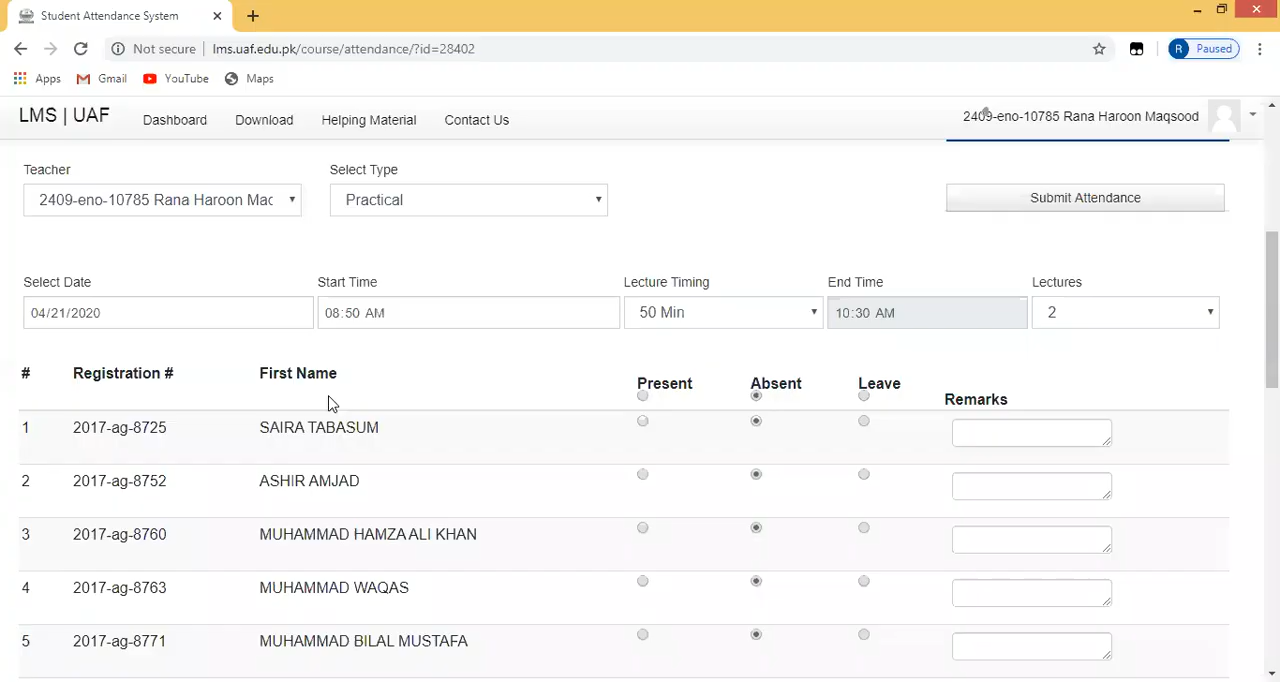 Student Attendance System
Not secure | lms.uaf.edu.pk/course/attendance/?id=28402
R Paused
Apps Gmail YouTube Maps
LMS | UAF Dashboard Download Helping Material Contact Us 2409-eno-10785 Rana Haroon Maqsood
Teacher Select Type
2409-eno-10785 Rana Haroon Mac Practical Submit Attendance
Select Date Start Time Lecture Timing End Time Lectures
04/21/2020 08:50 AM 50 Min 10:30 AM 2
# Registration # First Name Present Absent Leave Remarks
1 2017-ag-8725 SAIRA TABASUM
2 2017-ag-8752 ASHIR AMJAD
3 2017-ag-8760 MUHAMMAD HAMZA ALI KHAN
4 2017-ag-8763 MUHAMMAD WAQAS
5 2017-ag-8771 MUHAMMAD BILAL MUSTAFA